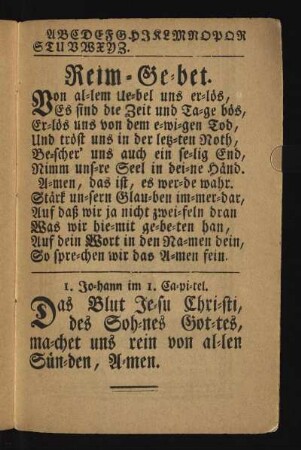 ABCDEFGHIKLMNOPQR
STUVWXYZ.
Reim-Ge-bet.
Von al-lem Ue-bel uns er-lös,
Es sind die Zeit und Ta-ge bös,
Er-lös uns von dem e-wi-gen Tod,
Und tröst uns in der letz-ten Noth,
Be-scher' uns auch ein se-lig End,
Nimm uns-re Seel in dei-ne Händ.
A-men, das ist, es wer-de wahr.
Stärk un-sern Glau-ben im-mer-dar,
Auf daß wir ja nicht zwei-feln dran
Was wir hie-mit ge-be-ten han,
Auf dein Wort in den Na-men dein,
So spre-chen wir das A-men fein.
1. Jo-hann im 1. Ca-pi-tel.
Das Blut Je-su Chri-sti,
des Soh-nes Got-tes,
ma-chet uns rein von al-len
Sün-den, A-men.